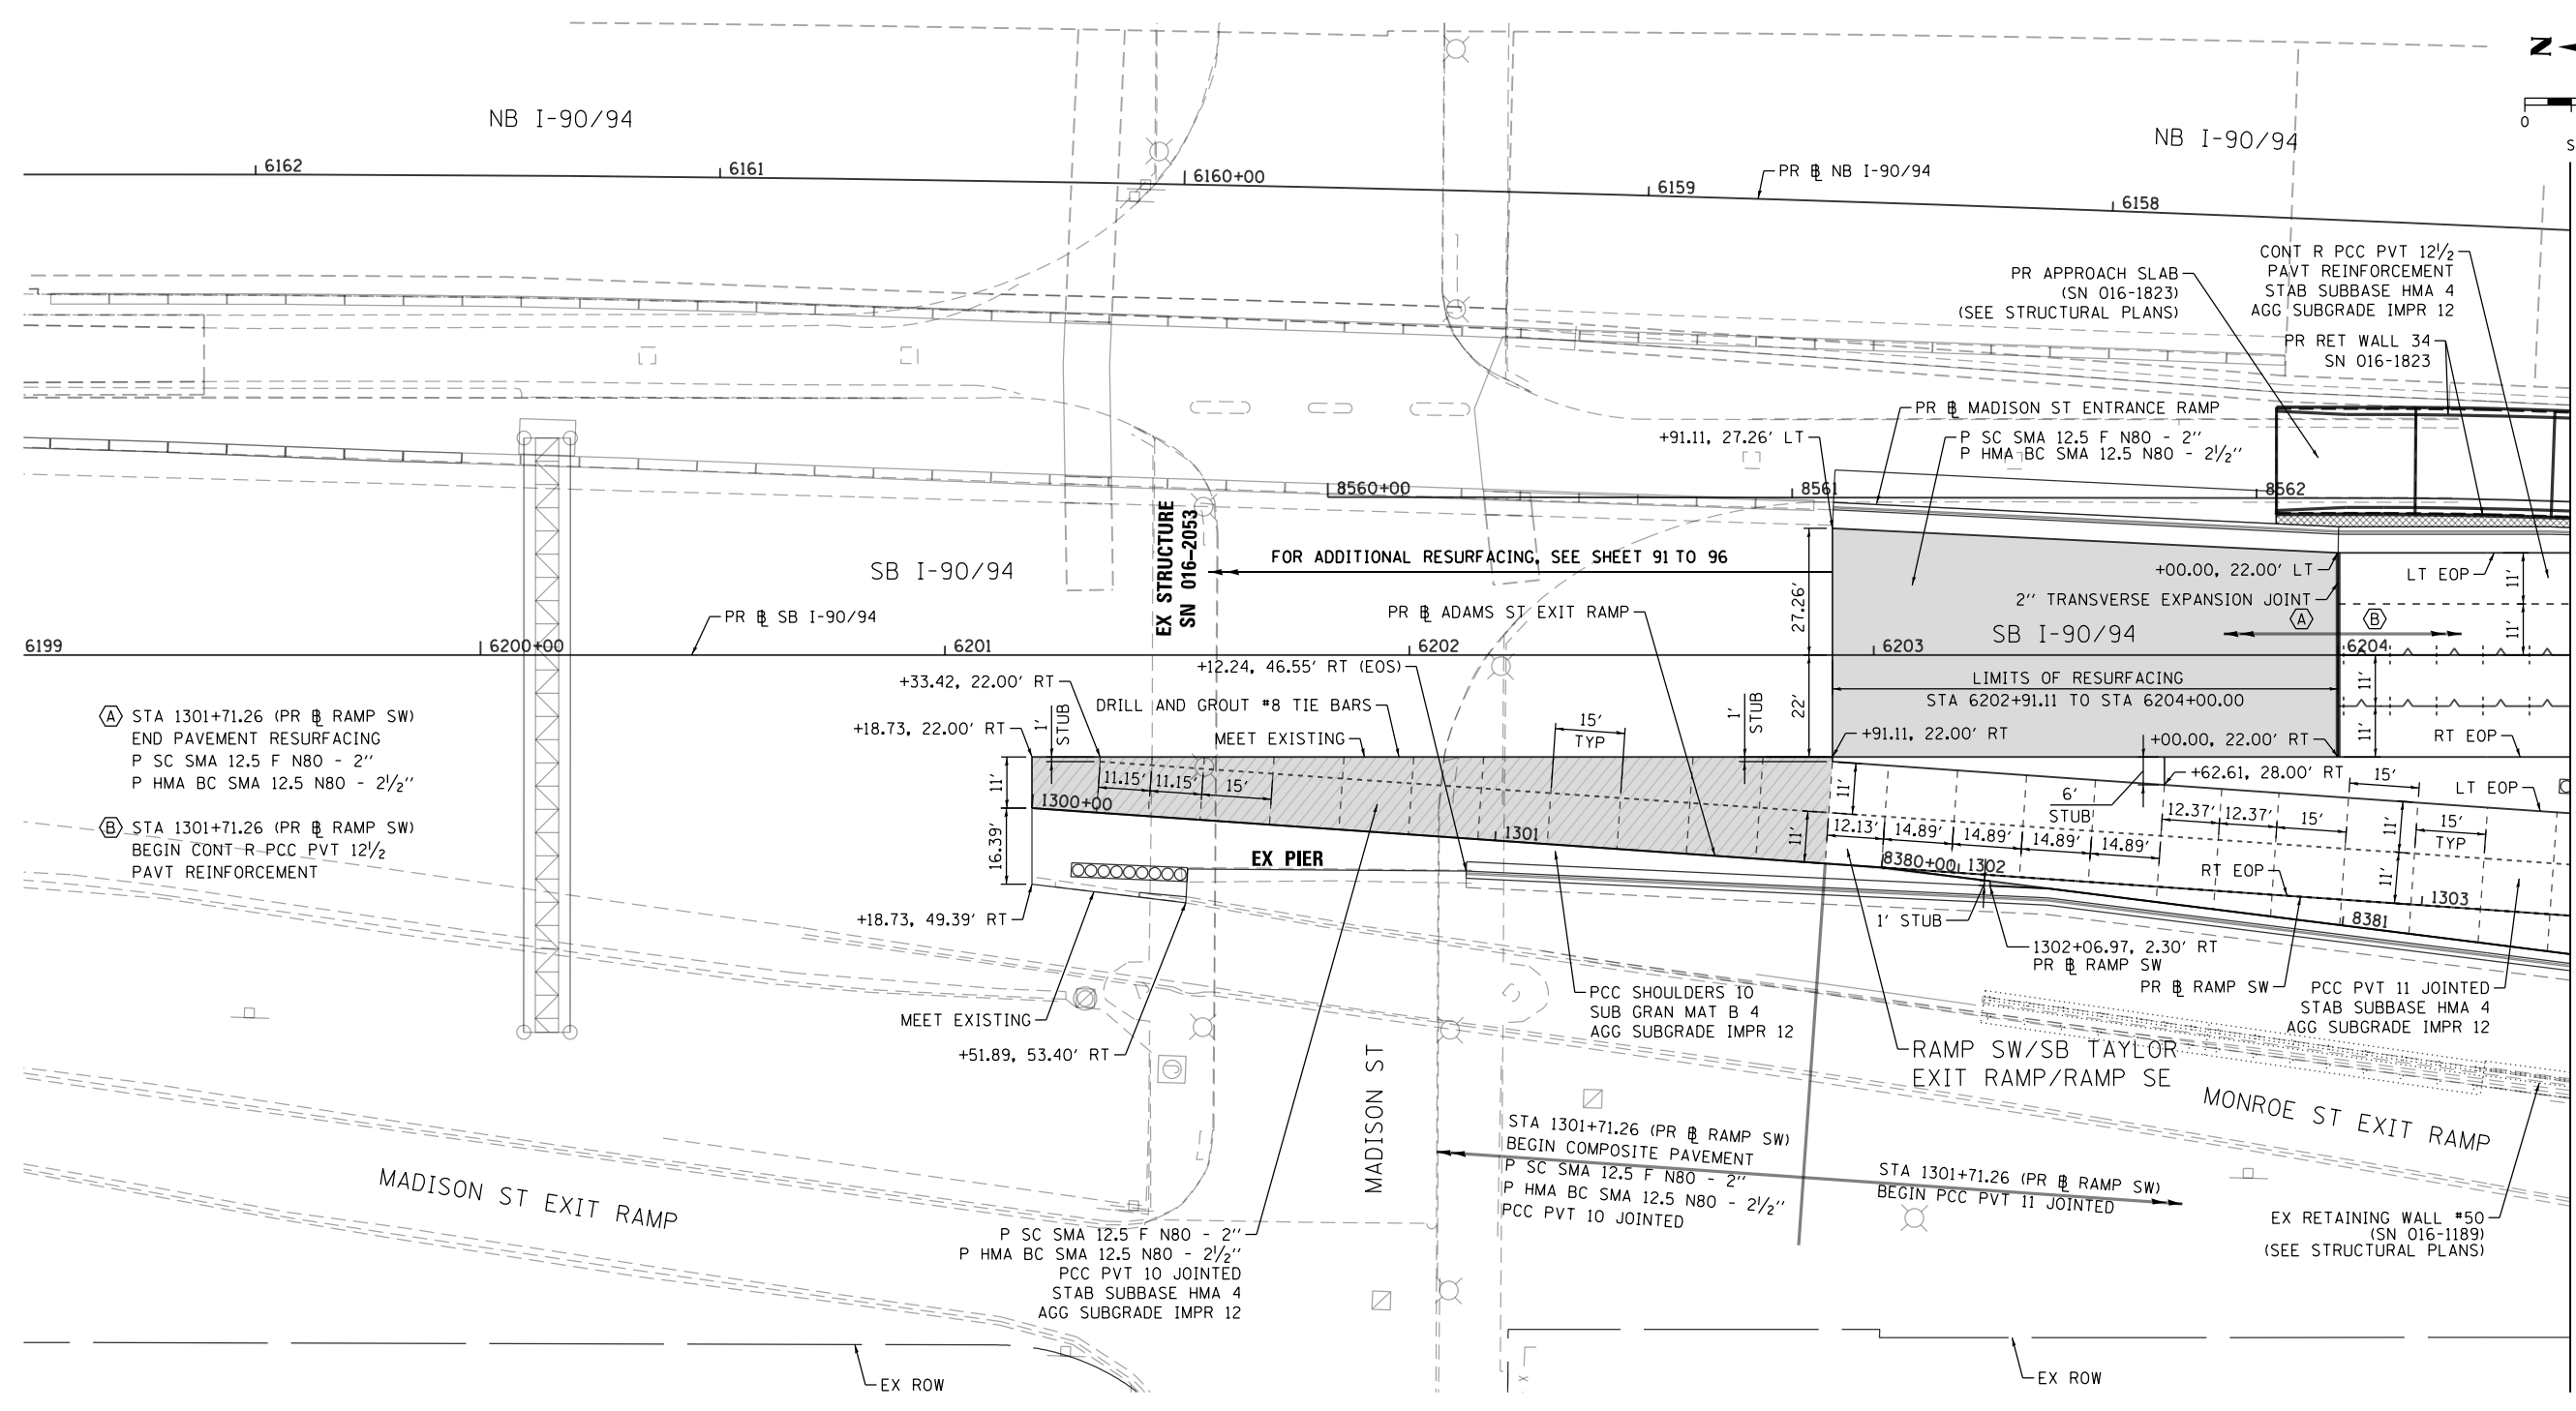 N
0
S
NB I-90/94
NB I-90/94
6162
6161
6160+00
6159
6158
PR ℄ NB I-90/94
CONT R PCC PVT 12½
PAVT REINFORCEMENT
STAB SUBBASE HMA 4
AGG SUBGRADE IMPR 12
PR APPROACH SLAB
(SN 016-1823)
(SEE STRUCTURAL PLANS)
PR RET WALL 34
SN 016-1823
PR ℄ MADISON ST ENTRANCE RAMP
+91.11, 27.26' LT
P SC SMA 12.5 F N80 - 2''
P HMA BC SMA 12.5 N80 - 2½''
8560+00
8561
8562
EX STRUCTURE
SN 016-2053
FOR ADDITIONAL RESURFACING, SEE SHEET 91 TO 96
SB I-90/94
PR ℄ SB I-90/94
PR ℄ ADAMS ST EXIT RAMP
27.26'
22'
+00.00, 22.00' LT
2'' TRANSVERSE EXPANSION JOINT
SB I-90/94
A
B
LT EOP
11'
11'
11'
11'
6199
6200+00
6201
6202
6203
6204
+12.24, 46.55' RT (EOS)
+33.42, 22.00' RT
DRILL AND GROUT #8 TIE BARS
+18.73, 22.00' RT
MEET EXISTING
1'
STUB
1'
STUB
15'
TYP
LIMITS OF RESURFACING
STA 6202+91.11 TO STA 6204+00.00
+91.11, 22.00' RT
+00.00, 22.00' RT
RT EOP
A STA 1301+71.26 (PR ℄ RAMP SW)
END PAVEMENT RESURFACING
P SC SMA 12.5 F N80 - 2''
P HMA BC SMA 12.5 N80 - 2½''
B STA 1301+71.26 (PR ℄ RAMP SW)
BEGIN CONT R PCC PVT 12½
PAVT REINFORCEMENT
11'
16.39'
11.15'
11.15'
15'
1300+00
1301
EX PIER
11'
11'
12.13'
14.89'
14.89'
14.89'
14.89'
6'
STUB
+62.61, 28.00' RT
15'
LT EOP
12.37'
12.37'
15'
11'
11'
15'
TYP
8380+00
1302
RT EOP
1303
8381
+18.73, 49.39' RT
1' STUB
1302+06.97, 2.30' RT
PR ℄ RAMP SW
PR ℄ RAMP SW
PCC PVT 11 JOINTED
STAB SUBBASE HMA 4
AGG SUBGRADE IMPR 12
MEET EXISTING
+51.89, 53.40' RT
PCC SHOULDERS 10
SUB GRAN MAT B 4
AGG SUBGRADE IMPR 12
RAMP SW/SB TAYLOR
EXIT RAMP/RAMP SE
MONROE ST EXIT RAMP
MADISON ST
STA 1301+71.26 (PR ℄ RAMP SW)
BEGIN COMPOSITE PAVEMENT
P SC SMA 12.5 F N80 - 2''
P HMA BC SMA 12.5 N80 - 2½''
PCC PVT 10 JOINTED
STA 1301+71.26 (PR ℄ RAMP SW)
BEGIN PCC PVT 11 JOINTED
MADISON ST EXIT RAMP
P SC SMA 12.5 F N80 - 2''
P HMA BC SMA 12.5 N80 - 2½''
PCC PVT 10 JOINTED
STAB SUBBASE HMA 4
AGG SUBGRADE IMPR 12
EX RETAINING WALL #50
(SN 016-1189)
(SEE STRUCTURAL PLANS)
EX ROW
EX ROW